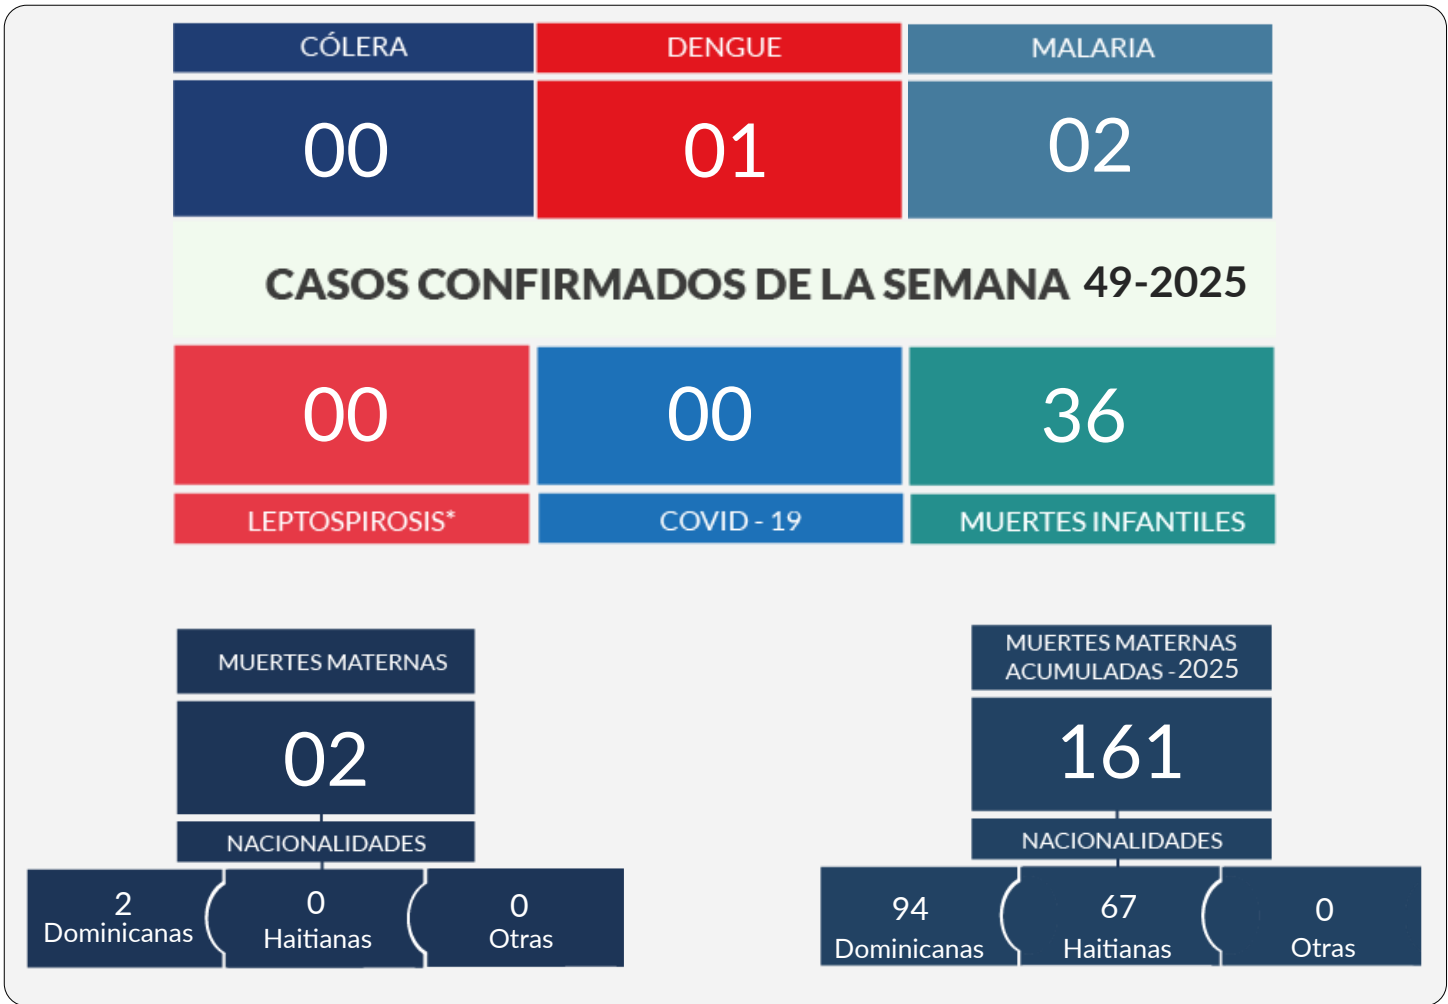 CÓLERA
DENGUE
MALARIA
00
01
02
CASOS CONFIRMADOS DE LA SEMANA 49-2025
00
00
36
LEPTOSPIROSIS*
COVID - 19
MUERTES INFANTILES
MUERTES MATERNAS
02
NACIONALIDADES
2
Dominicanas
0
Haitianas
0
Otras
MUERTES MATERNAS
ACUMULADAS - 2025
161
NACIONALIDADES
94
Dominicanas
67
Haitianas
0
Otras